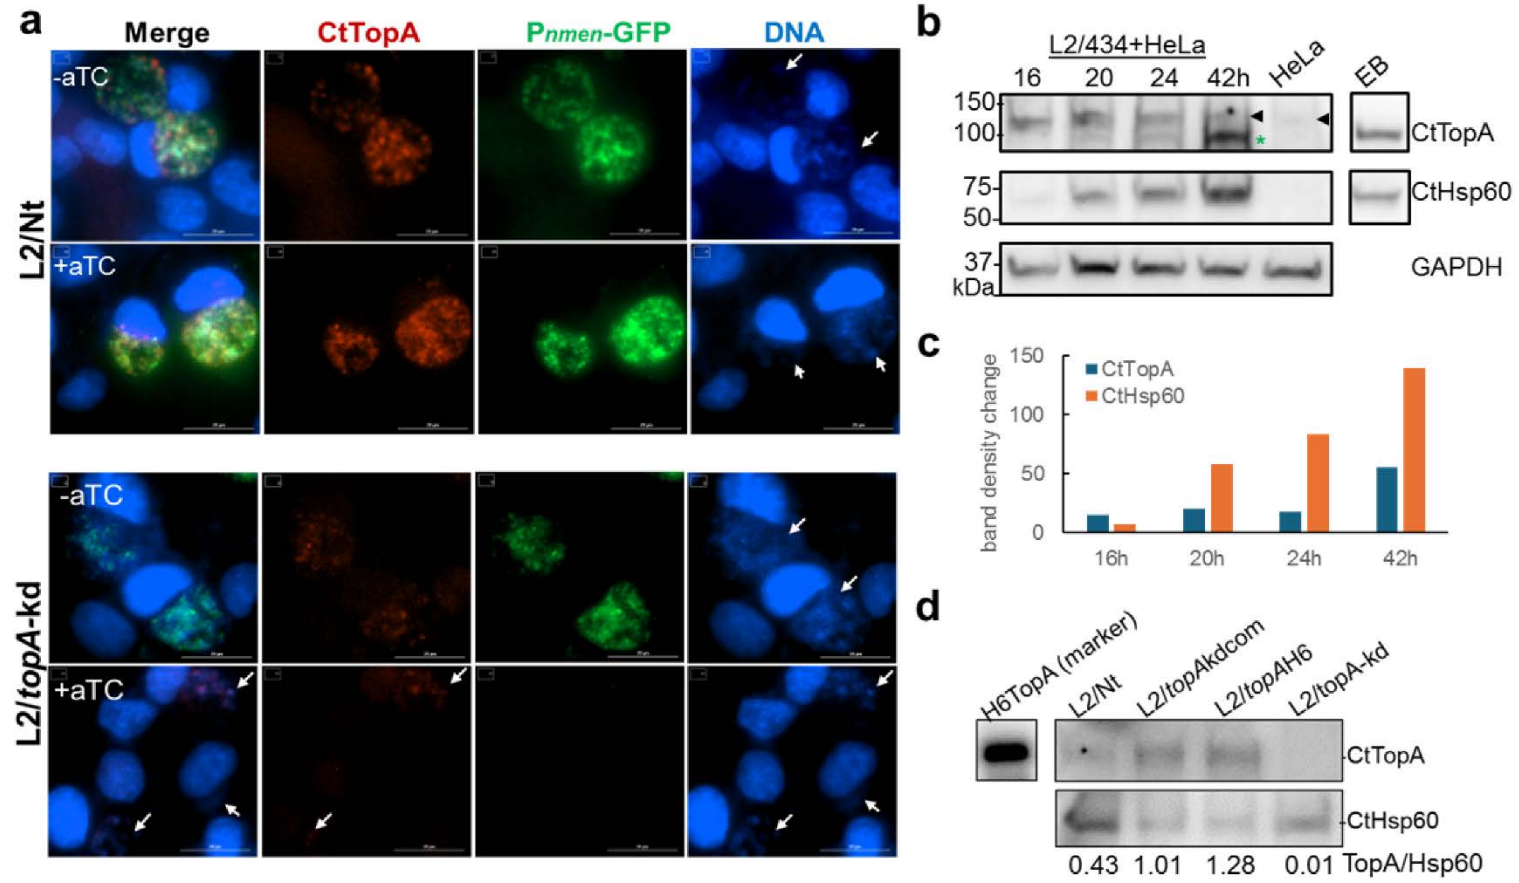 a
Merge
CtTopA
Pnmen-GFP
DNA
L2/Nt
-aTC
+aTC
L2/topA-kd
-aTC
+aTC
b
L2/434+HeLa
16 20 24 42h HeLa EB
150
100
CtTopA
*
75
50
CtHsp60
37
kDa
GAPDH
c
band density change
150
100
50
0
CtTopA
CtHsp60
16h 20h 24h 42h
d
H6TopA (marker)
L2/Nt
L2/topAkdcom
L2/topAH6
L2/topA-kd
CtTopA
CtHsp60
0.43 1.01 1.28 0.01 TopA/Hsp60